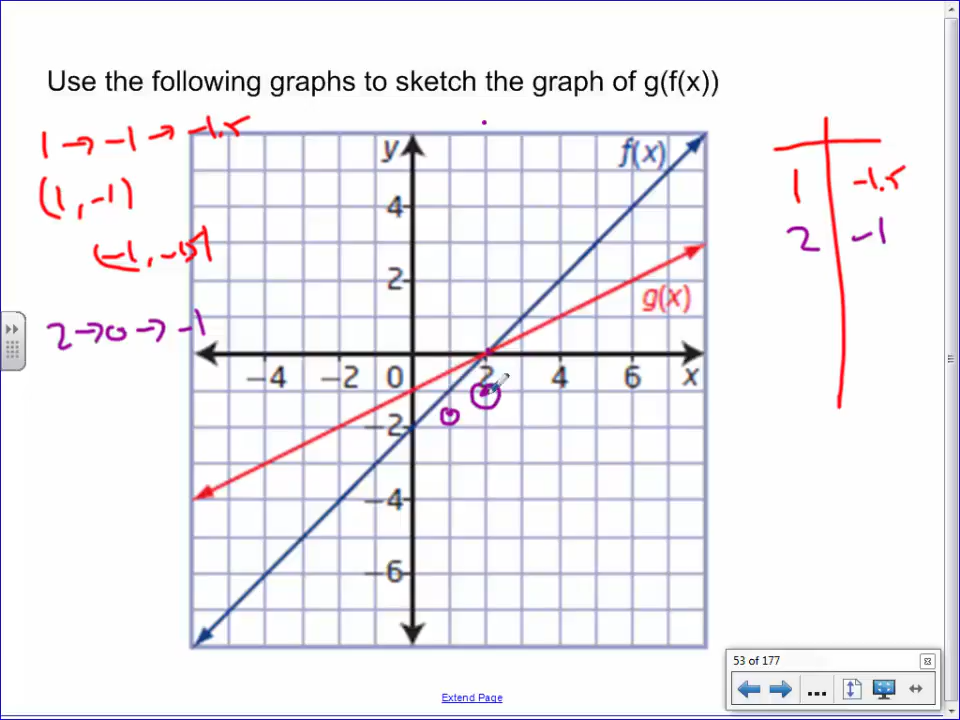 Use the following graphs to sketch the graph of g(f(x))
1 → -1 → -1.5
(1, -1)
(-1, -1.5)
2 → 0 → -1
y
f(x)
g(x)
x
4
2
-4 -2 0 2 4 6
-2
-4
-6
1 -1.5
2 -1
53 of 177
...
Extend Page